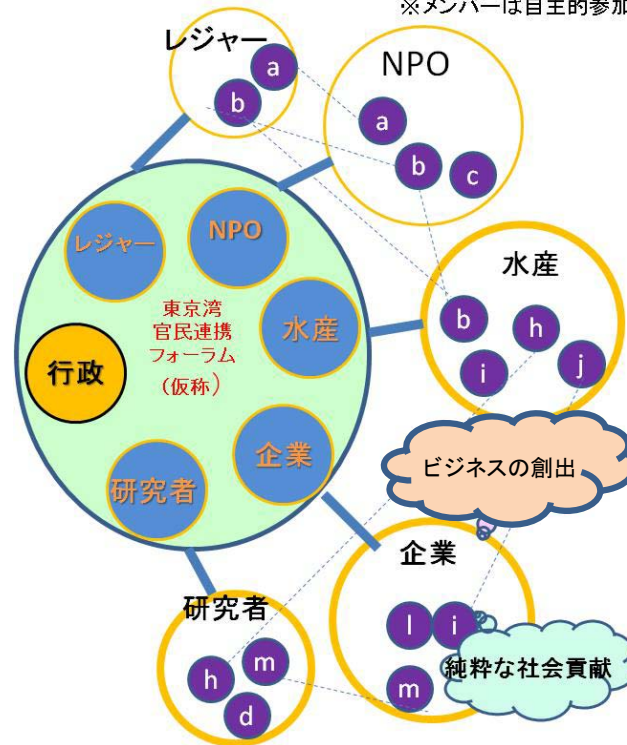 ※メンバーは自主的参加
レジャー
a
b
NPO
a
b
c
レジャー
NPO
水産
東京湾
官民連携
フォーラム
(仮称)
行政
企業
研究者
水産
b
h
i
j
ビジネスの創出
企業
l
i
m
純粋な社会貢献
研究者
h
m
d